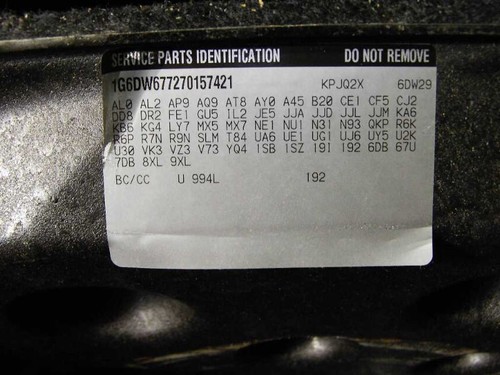 SERVICE PARTS IDENTIFICATION DO NOT REMOVE
1G6DW677270157421 KPJQ2X 6DW29
AL0 AL2 AP9 AQ9 AT8 AY0 A45 B20 CE1 CF5 CJ2
DD8 DR2 FE1 GU5 IL2 JE5 JJA JJD JJL JJM KA6
KB6 KG4 LY7 MX5 MX7 NE1 NU1 N31 N93 QKP R6K
R6P R7N R9N SLM T84 UA6 UE1 UG1 UJ6 UY5 U2K
U30 VK3 VZ3 V73 YQ4 1SB 1SZ 19I 192 6DB 67U
7DB 8XL 9XL
BC/CC U 994L 192